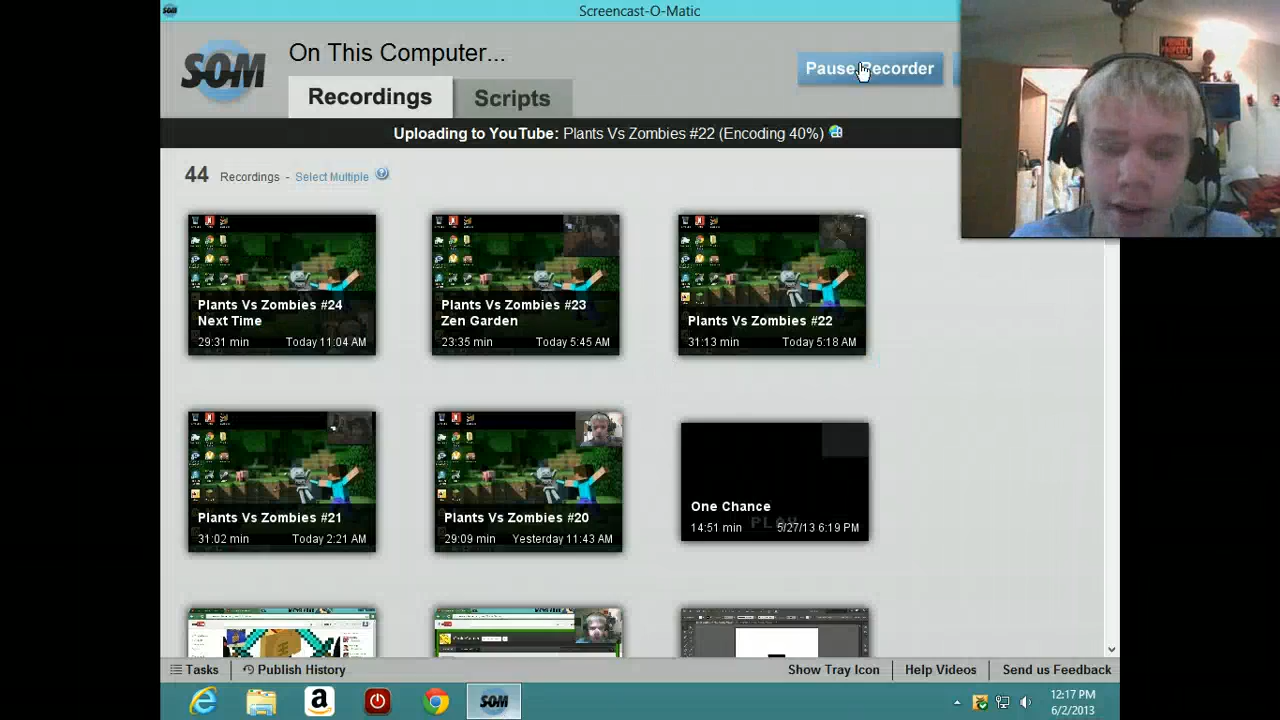 Screencast-O-Matic
SOM
On This Computer...
Pause Recorder
PRIVATE
PROPERTY
Recordings
Scripts
Uploading to YouTube: Plants Vs Zombies #22 (Encoding 40%)
44 Recordings - Select Multiple ?
Plants Vs Zombies #24
Next Time
29:31 min Today 11:04 AM
Plants Vs Zombies #23
Zen Garden
23:35 min Today 5:45 AM
Plants Vs Zombies #22
31:13 min Today 5:18 AM
Plants Vs Zombies #21
31:02 min Today 2:21 AM
Plants Vs Zombies #20
29:09 min Yesterday 11:43 AM
One Chance
PLAY
14:51 min 5/27/13 6:19 PM
Tasks
Publish History
Show Tray Icon
Help Videos
Send us Feedback
a
SOM
12:17 PM
6/2/2013